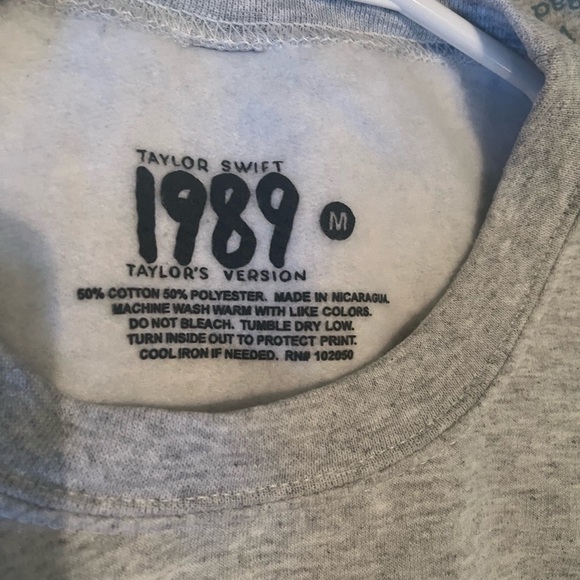 TAYLOR SWIFT
1989 M
TAYLOR'S VERSION
50% COTTON 50% POLYESTER. MADE IN NICARAGUA.
MACHINE WASH WARM WITH LIKE COLORS.
DO NOT BLEACH. TUMBLE DRY LOW.
TURN INSIDE OUT TO PROTECT PRINT.
COOL IRON IF NEEDED. RN# 102050